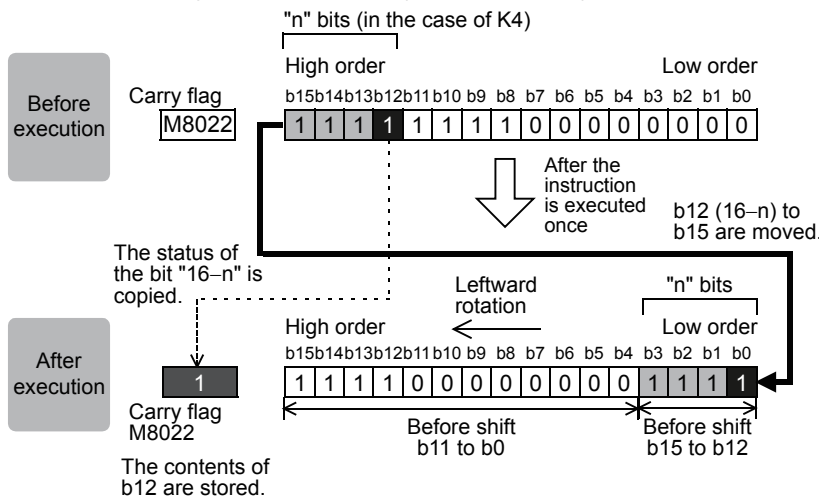 "n" bits (in the case of K4)
High order Low order
Before
execution
Carry flag
M8022
b15 b14 b13 b12 b11 b10 b9 b8 b7 b6 b5 b4 b3 b2 b1 b0
1 1 1 1 1 1 1 1 0 0 0 0 0 0 0 0
After the
instruction
is executed
once
b12 (16–n) to
b15 are moved.
The status of
the bit "16–n" is
copied.
Leftward
rotation
"n" bits
High order Low order
After
execution
b15 b14 b13 b12 b11 b10 b9 b8 b7 b6 b5 b4 b3 b2 b1 b0
1
1 1 1 1 0 0 0 0 0 0 0 0 1 1 1 1
Carry flag
M8022
Before shift
b11 to b0
Before shift
b15 to b12
The contents of
b12 are stored.